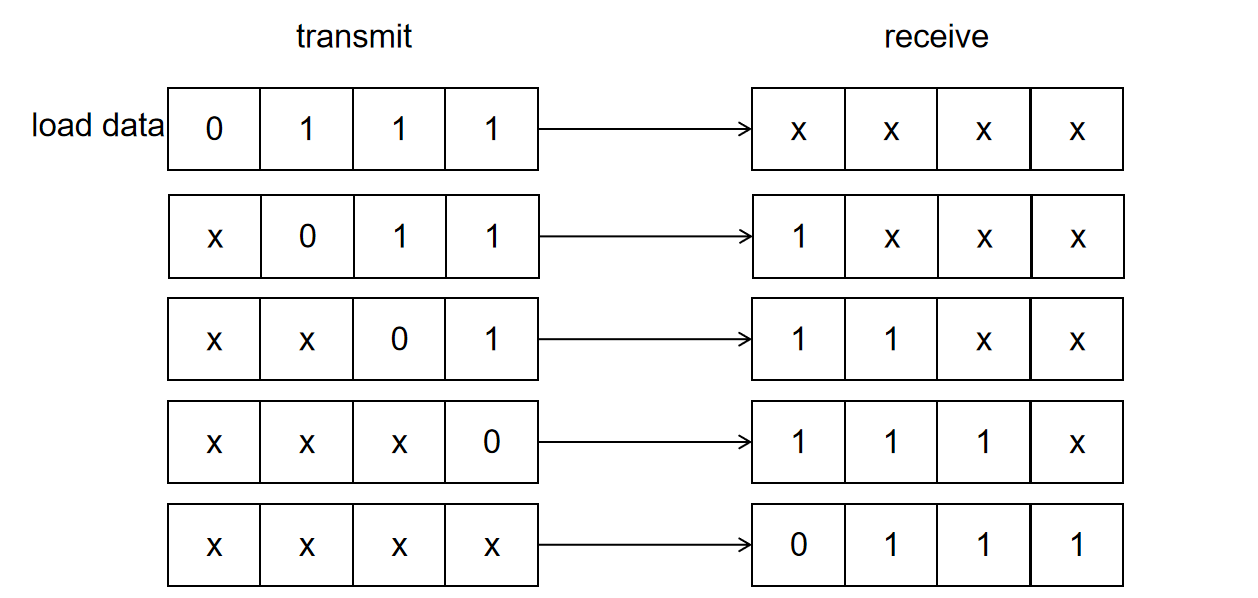 transmit receive
load data 0 1 1 1 x x x x
x 0 1 1 1 x x x
x x 0 1 1 1 x x
x x x 0 1 1 1 x
x x x x 0 1 1 1